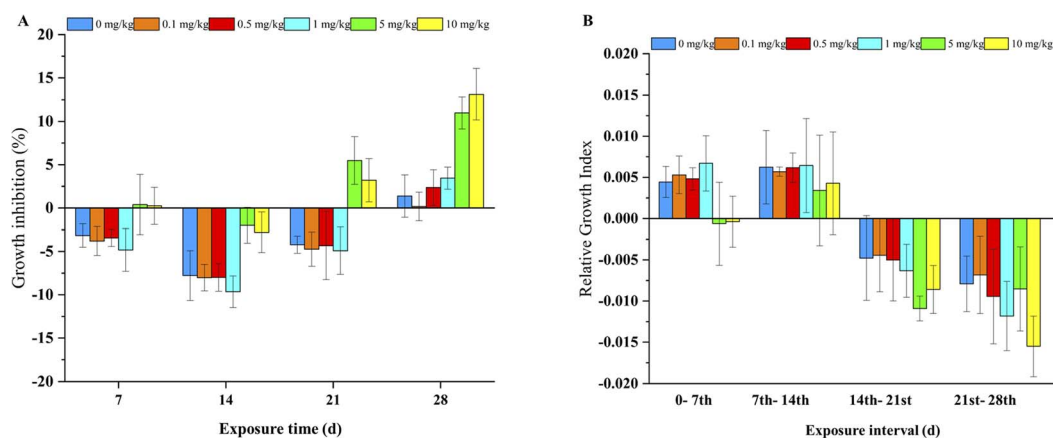 A
0 mg/kg 0.1 mg/kg 0.5 mg/kg 1 mg/kg 5 mg/kg 10 mg/kg
20
15
10
5
0
-5
-10
-15
-20
Growth inhibition (%)
7 14 21 28
Exposure time (d)
B
0 mg/kg 0.1 mg/kg 0.5 mg/kg 1 mg/kg 5 mg/kg 10 mg/kg
0.020
0.015
0.010
0.005
0.000
-0.005
-0.010
-0.015
-0.020
Relative Growth Index
0- 7th 7th- 14th 14th- 21st 21st- 28th
Exposure interval (d)